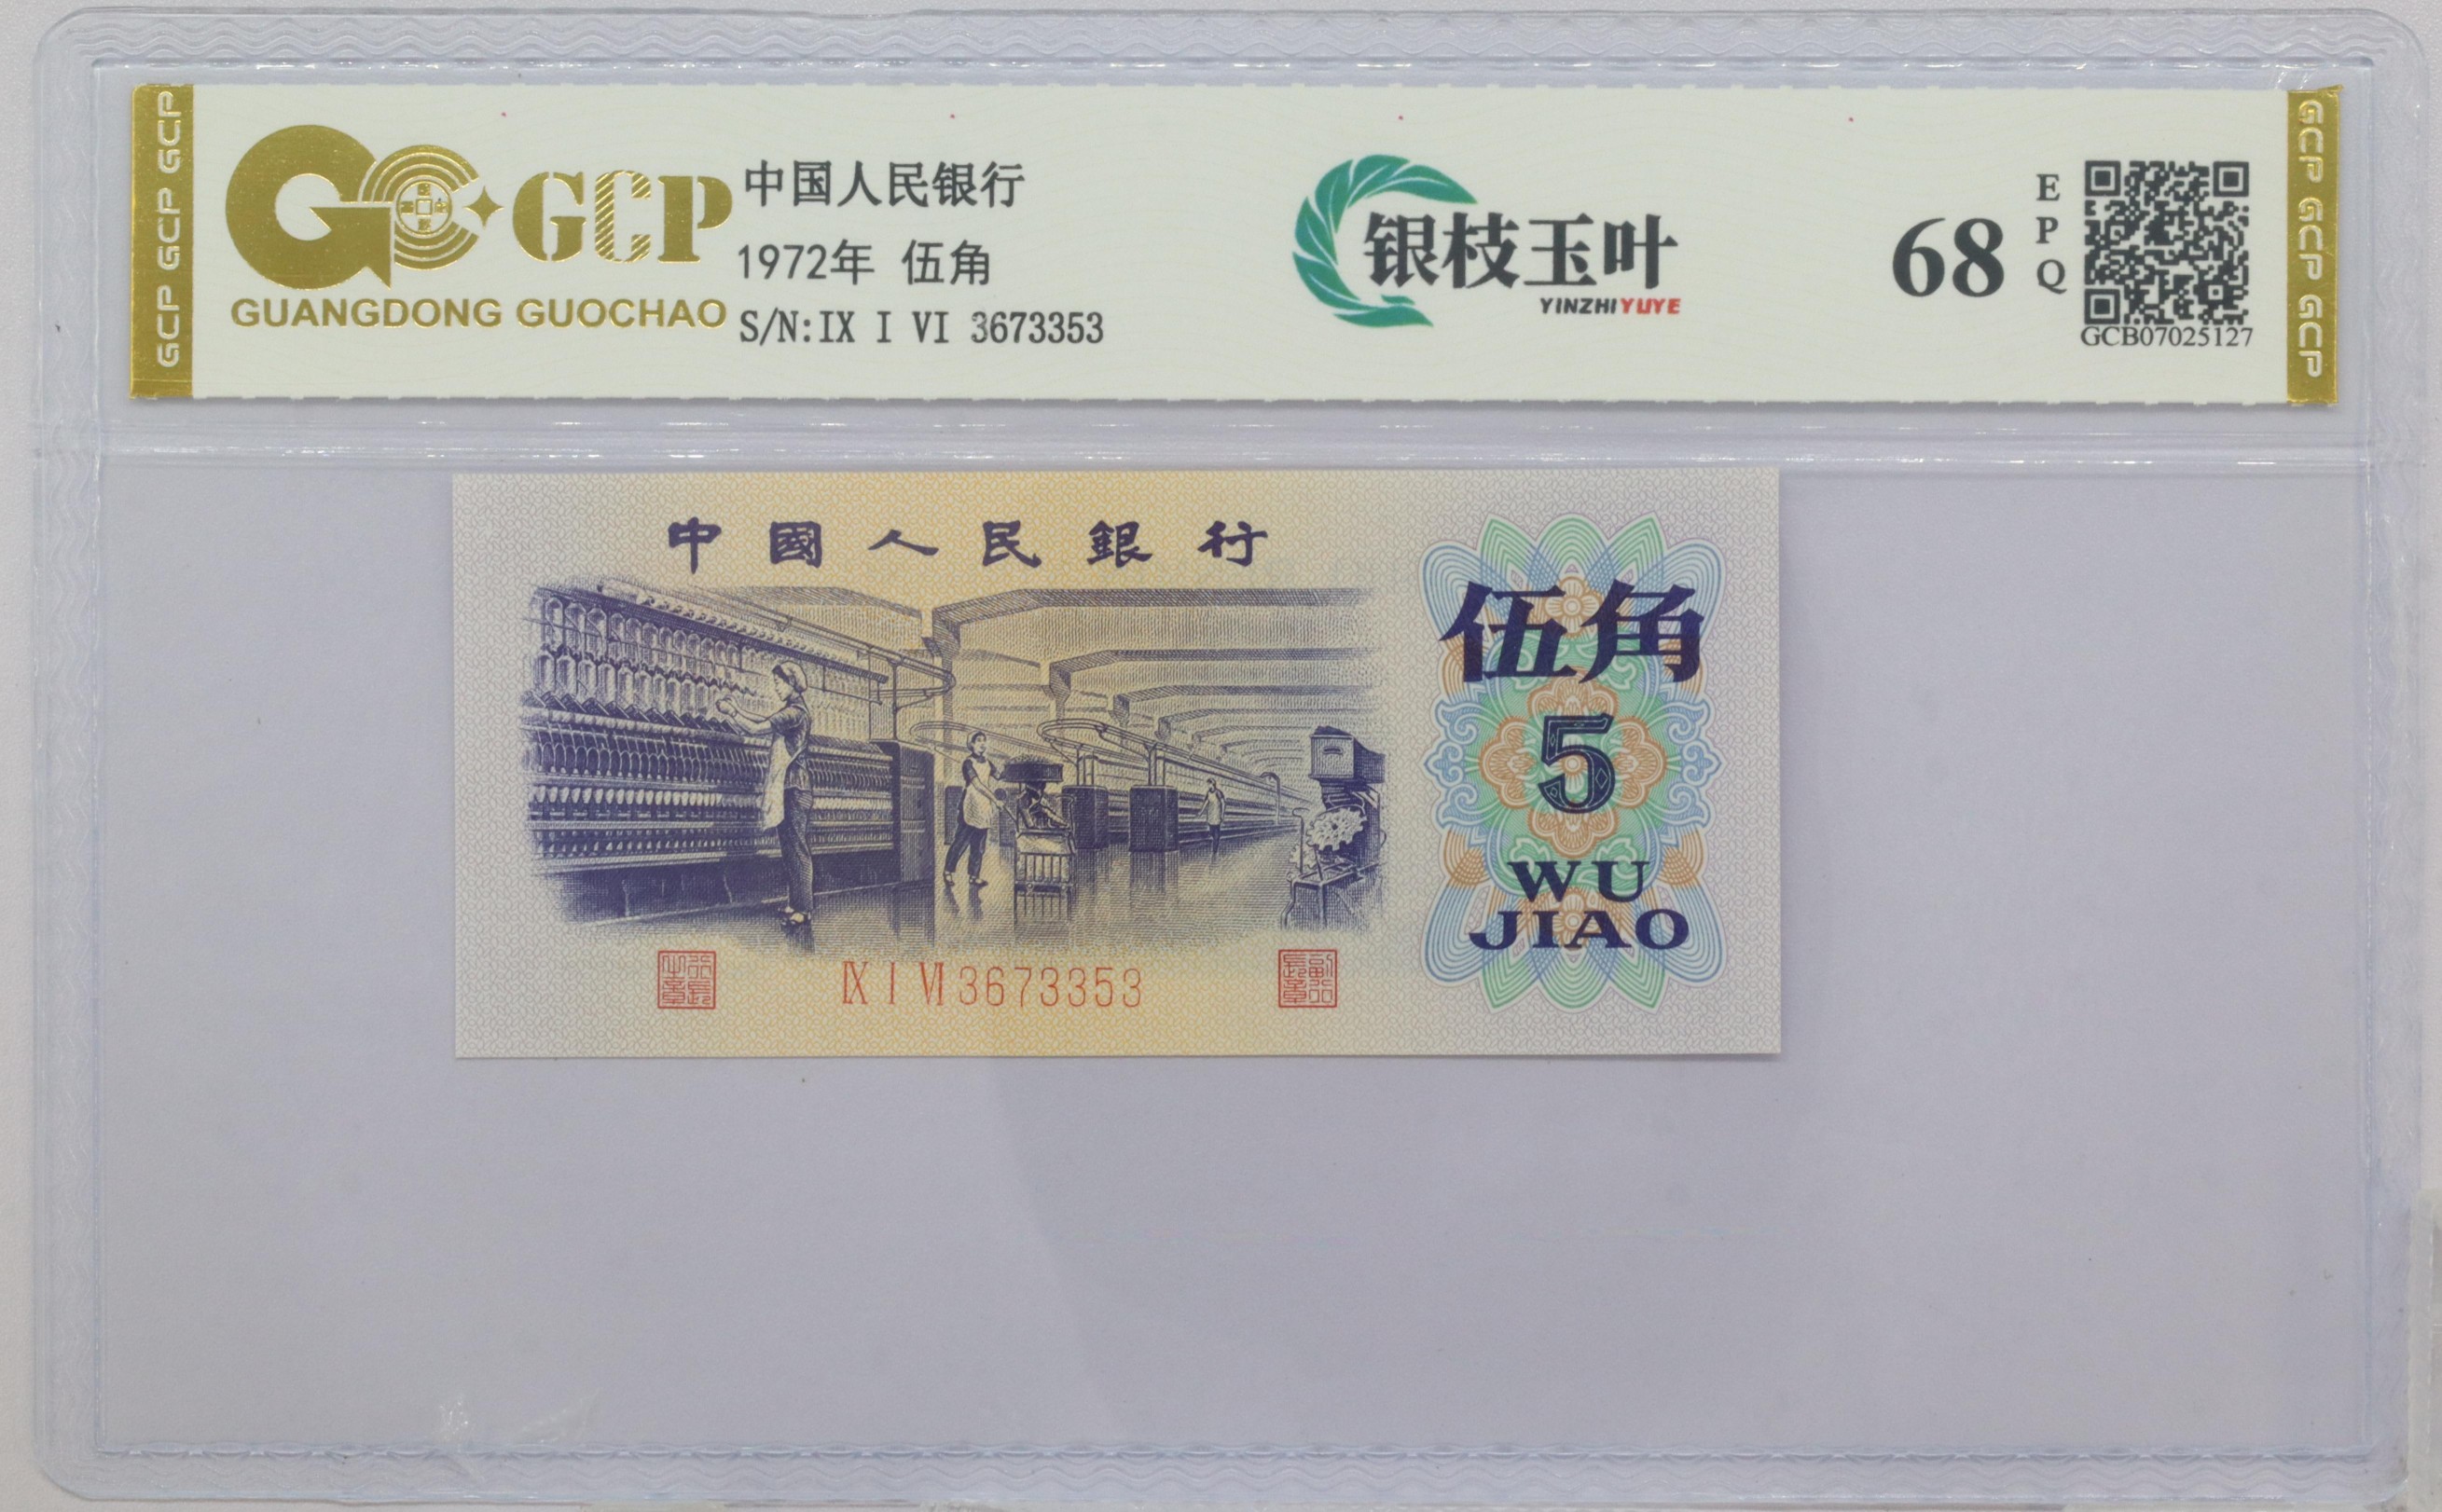 GCP GCP GCP
GCP
GUANGDONG GUOCHAO
中国人民银行
1972年 伍角
S/N:IX I VI 3673353
银枝玉叶
YINZHIYUYE
68
EPQ
GCB07025127
GCP GCP GCP
中國人民銀行
伍角
5
WU
JIAO
IX I VI 3673353